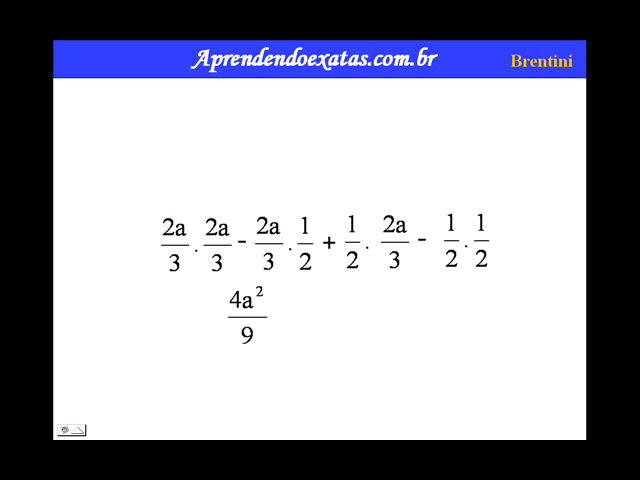 Aprendendoexatas.com.br
Brentini
2a/3 . 2a/3 - 2a/3 . 1/2 + 1/2 . 2a/3 - 1/2 . 1/2
4a²/9